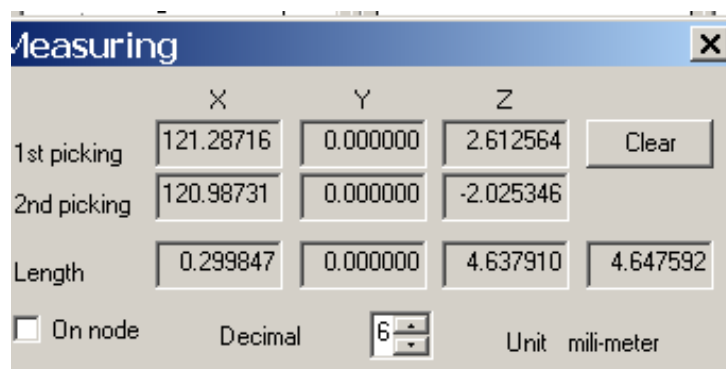 Measuring
X Y Z
1st picking 121.28716 0.000000 2.612564 Clear
2nd picking 120.98731 0.000000 -2.025346
Length 0.299847 0.000000 4.637910 4.647592
On node Decimal 6 Unit mili-meter